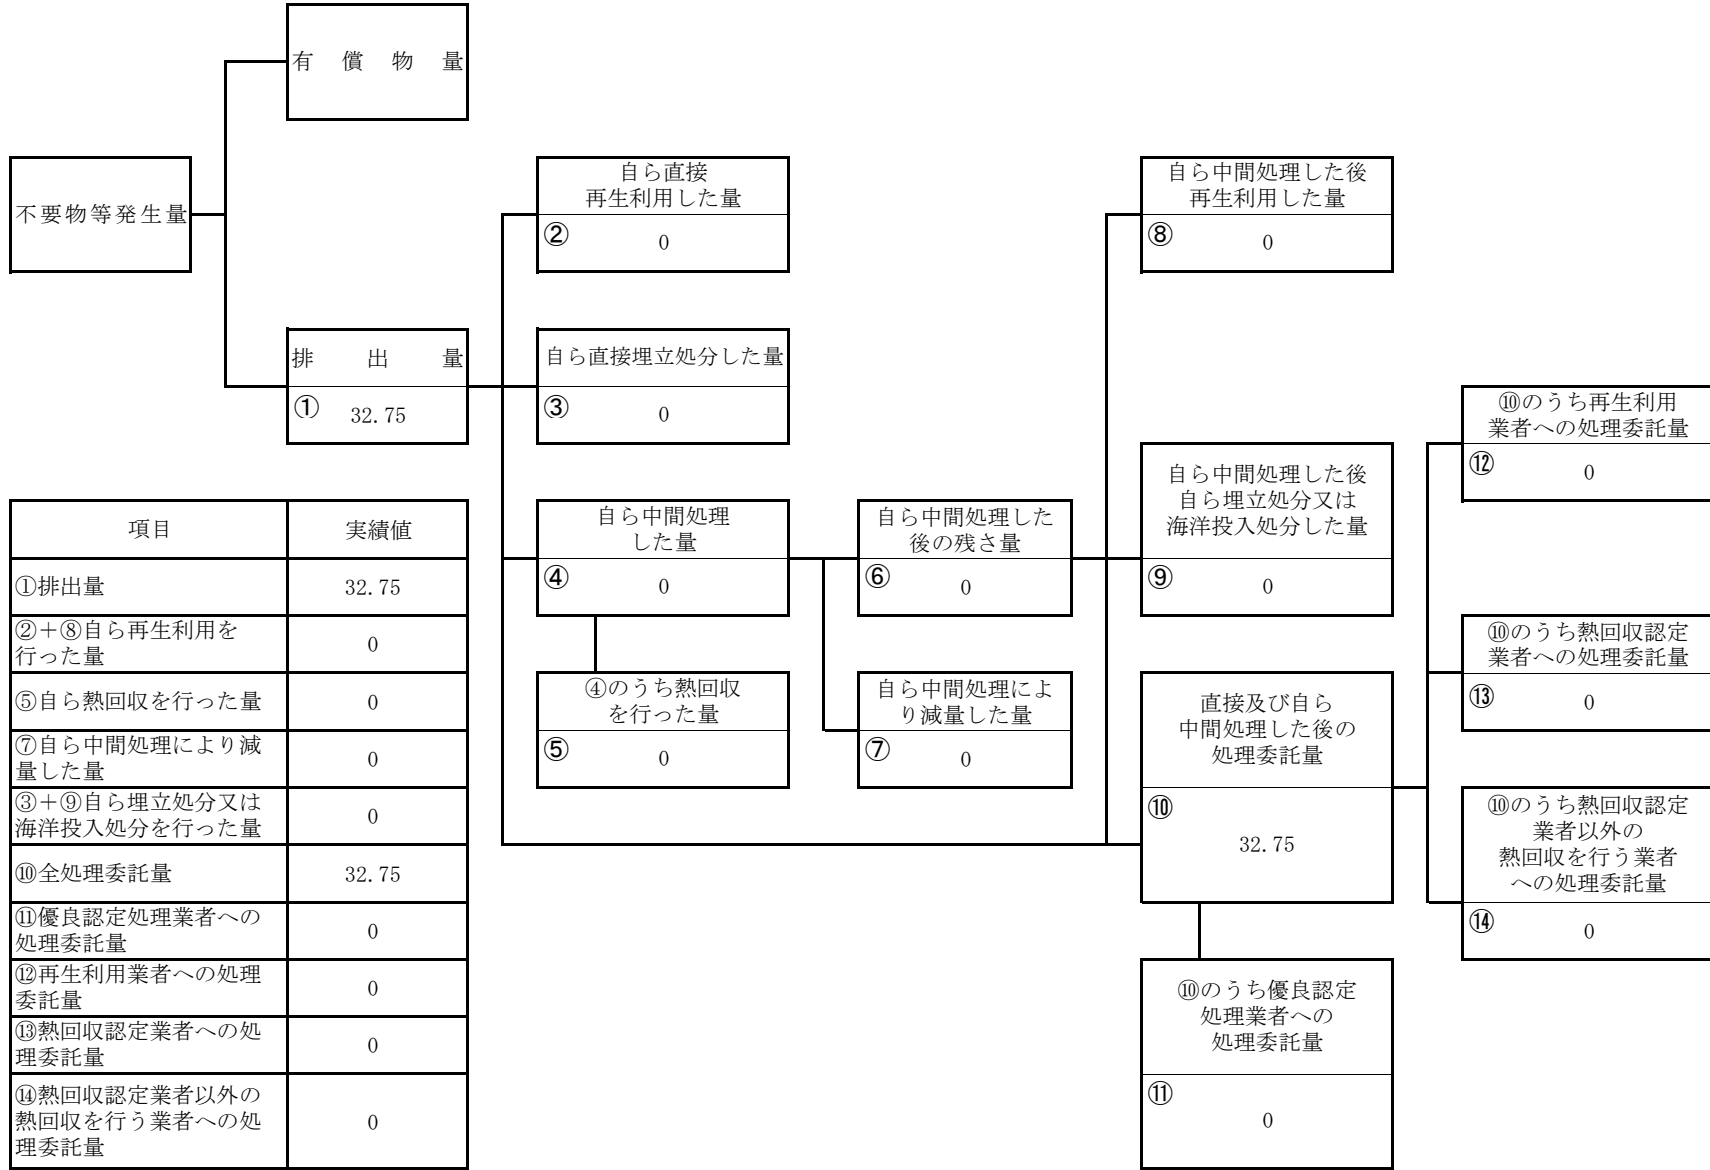 有償物量
不要物等発生量
排出量
① 32.75
自ら直接
再生利用した量
② 0
自ら直接埋立処分した量
③ 0
自ら中間処理
した量
④ 0
④のうち熱回収
を行った量
⑤ 0
自ら中間処理した
後の残さ量
⑥ 0
自ら中間処理によ
り減量した量
⑦ 0
自ら中間処理した後
再生利用した量
⑧ 0
自ら中間処理した後
自ら埋立処分又は
海洋投入処分した量
⑨ 0
直接及び自ら
中間処理した後の
処理委託量
⑩
32.75
⑩のうち優良認定
処理業者への
処理委託量
⑪
0
⑩のうち再生利用
業者への処理委託量
⑫ 0
⑩のうち熱回収認定
業者への処理委託量
⑬ 0
⑩のうち熱回収認定
業者以外の
熱回収を行う業者
への処理委託量
⑭ 0
項目 実績値
①排出量 32.75
②＋⑧自ら再生利用を
行った量 0
⑤自ら熱回収を行った量 0
⑦自ら中間処理により減
量した量 0
③＋⑨自ら埋立処分又は
海洋投入処分を行った量 0
⑩全処理委託量 32.75
⑪優良認定処理業者への
処理委託量 0
⑫再生利用業者への処理
委託量 0
⑬熱回収認定業者への処
理委託量 0
⑭熱回収認定業者以外の
熱回収を行う業者への処
理委託量 0